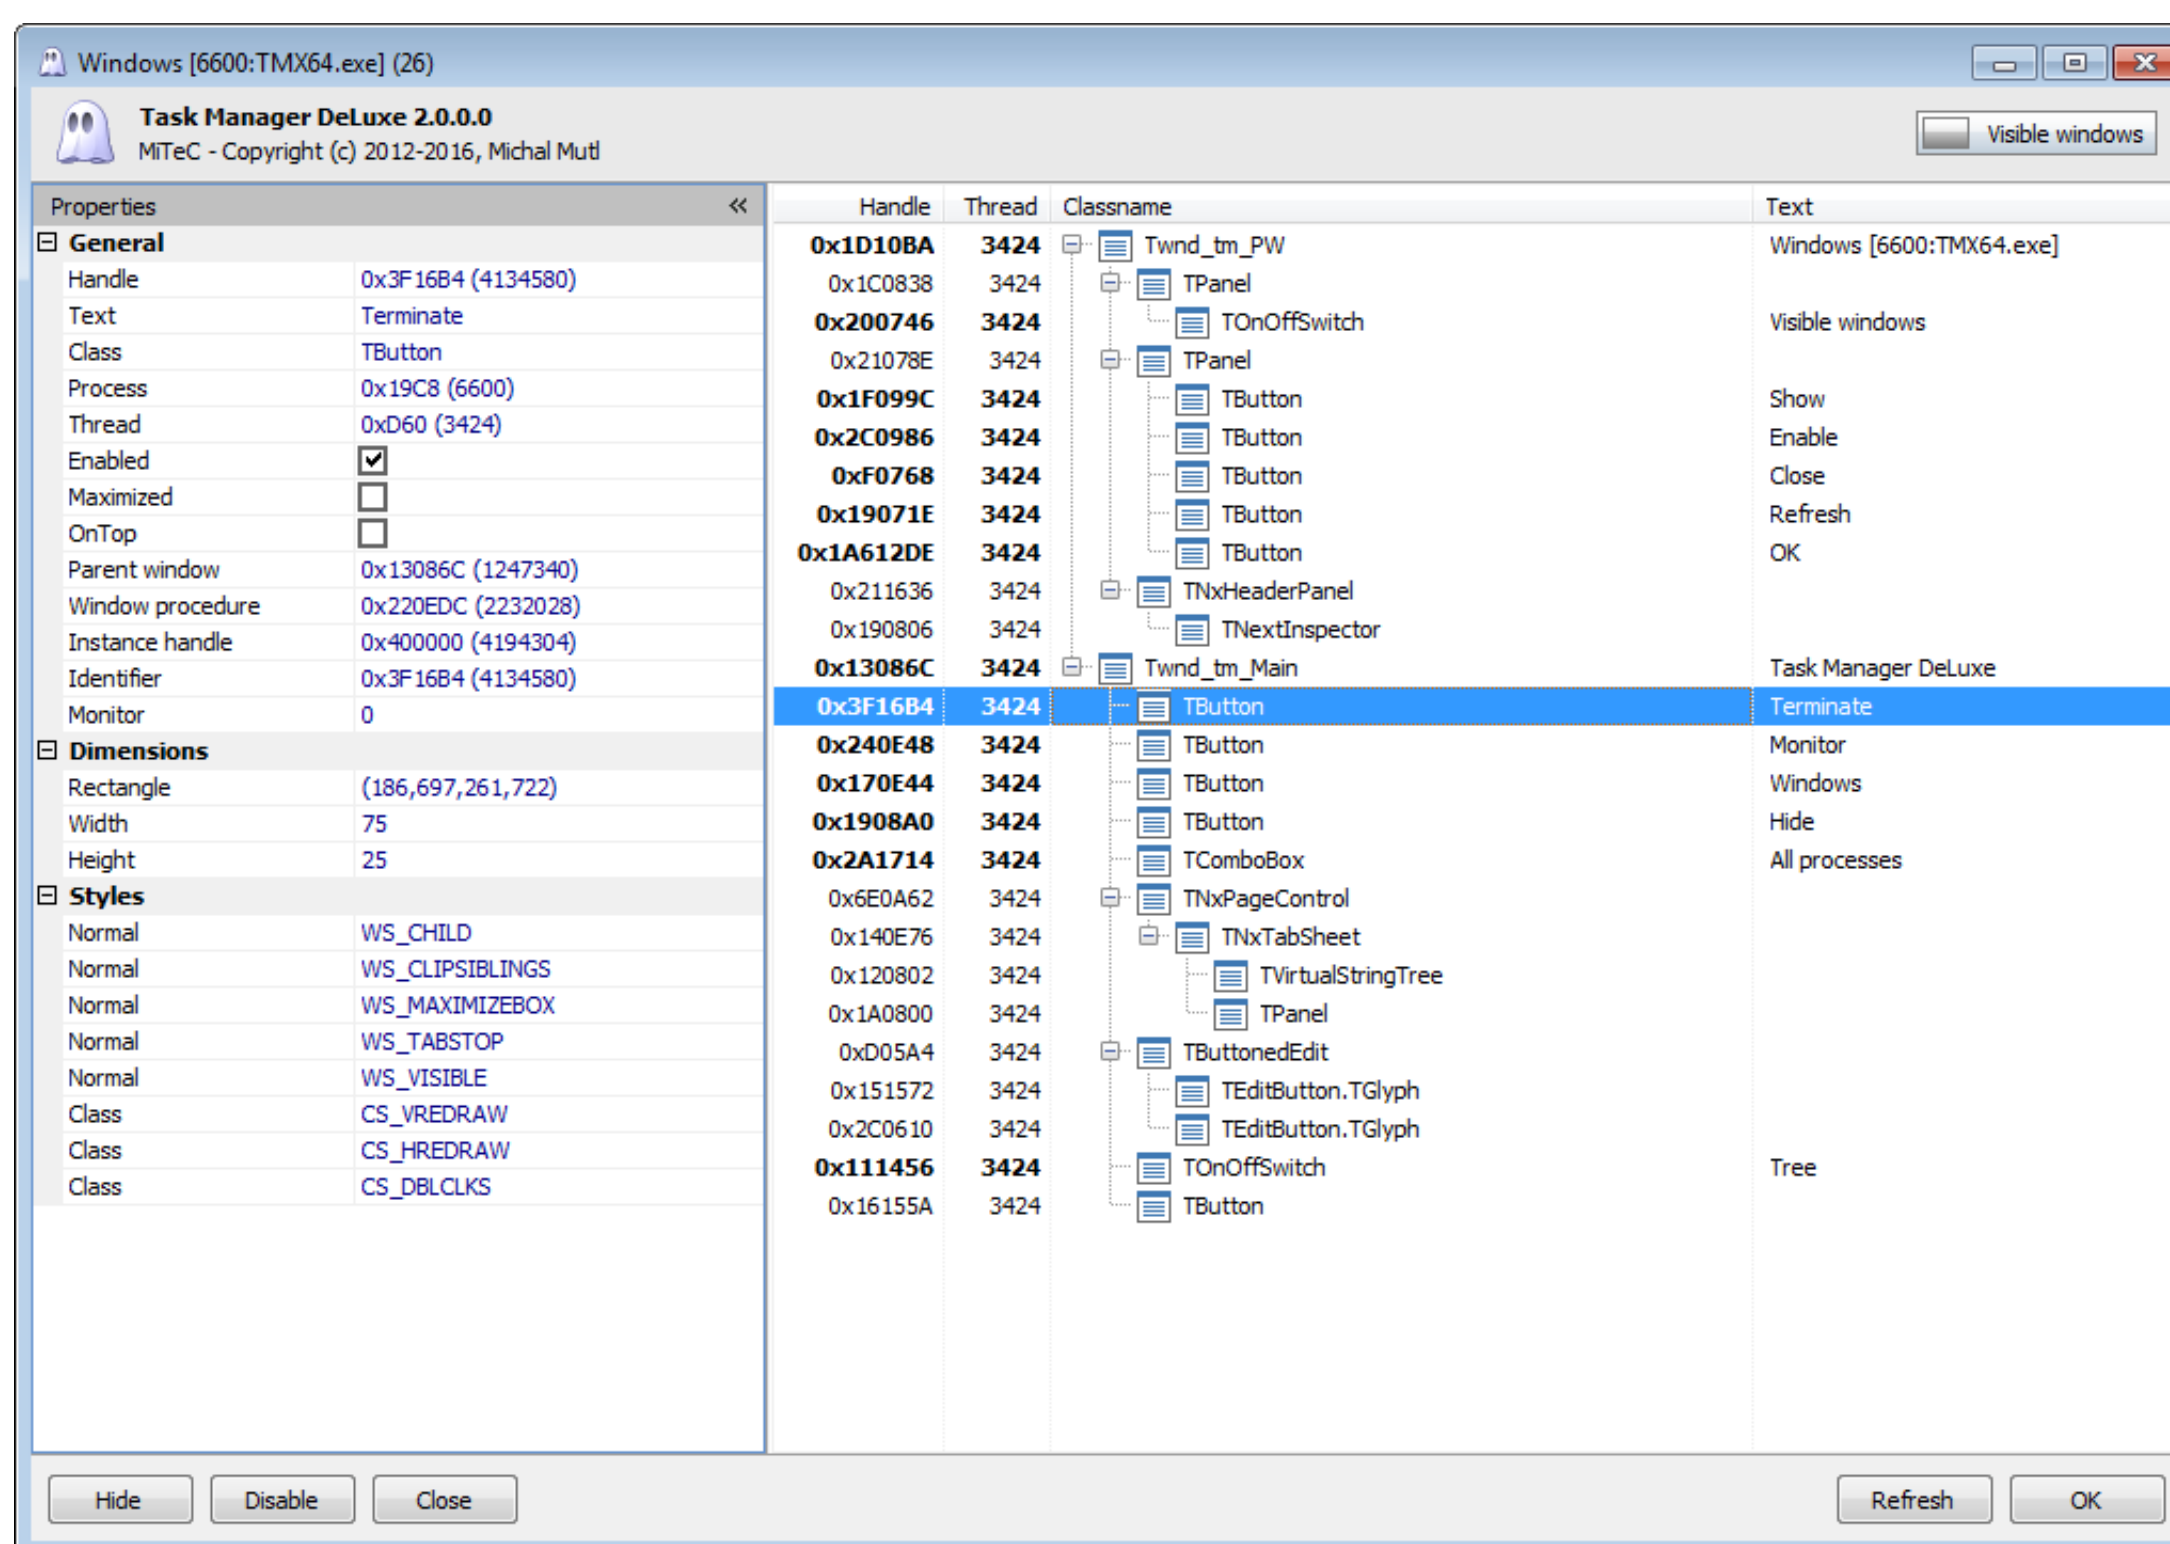 Windows [6600:TMX64.exe] (26)
Task Manager DeLuxe 2.0.0.0
MiTeC - Copyright (c) 2012-2016, Michal Mutl
Visible windows
Properties «
General
Handle 0x3F16B4 (4134580)
Text Terminate
Class TButton
Process 0x19C8 (6600)
Thread 0xD60 (3424)
Enabled
Maximized
OnTop
Parent window 0x13086C (1247340)
Window procedure 0x220EDC (2232028)
Instance handle 0x400000 (4194304)
Identifier 0x3F16B4 (4134580)
Monitor 0
Dimensions
Rectangle (186,697,261,722)
Width 75
Height 25
Styles
Normal WS_CHILD
Normal WS_CLIPSIBLINGS
Normal WS_MAXIMIZEBOX
Normal WS_TABSTOP
Normal WS_VISIBLE
Class CS_VREDRAW
Class CS_HREDRAW
Class CS_DBLCLKS
Handle Thread Classname Text
0x1D10BA 3424 Twnd_tm_PW Windows [6600:TMX64.exe]
0x1C0838 3424 TPanel
0x200746 3424 TOnOffSwitch Visible windows
0x21078E 3424 TPanel
0x1F099C 3424 TButton Show
0x2C0986 3424 TButton Enable
0xF0768 3424 TButton Close
0x19071E 3424 TButton Refresh
0x1A612DE 3424 TButton OK
0x211636 3424 TNxHeaderPanel
0x190806 3424 TNextInspector
0x13086C 3424 Twnd_tm_Main Task Manager DeLuxe
0x3F16B4 3424 TButton Terminate
0x240E48 3424 TButton Monitor
0x170E44 3424 TButton Windows
0x1908A0 3424 TButton Hide
0x2A1714 3424 TComboBox All processes
0x6E0A62 3424 TNxPageControl
0x140E76 3424 TNxTabSheet
0x120802 3424 TVirtualStringTree
0x1A0800 3424 TPanel
0xD05A4 3424 TButtonedEdit
0x151572 3424 TEditButton.TGlyph
0x2C0610 3424 TEditButton.TGlyph
0x111456 3424 TOnOffSwitch Tree
0x16155A 3424 TButton
Hide Disable Close Refresh OK